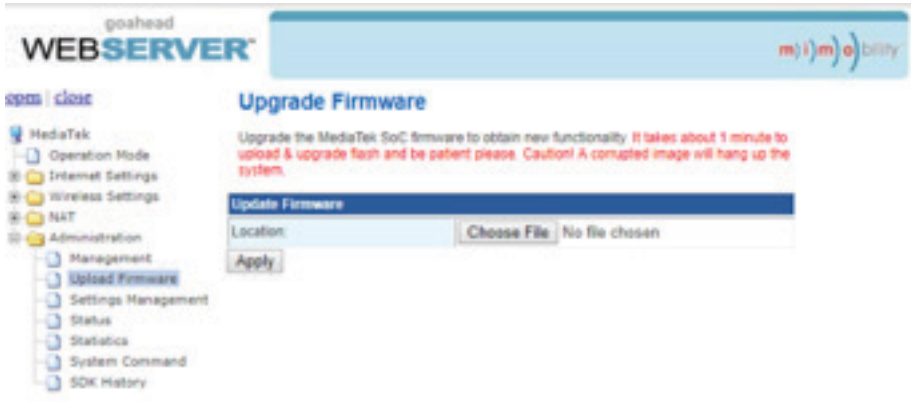 goahead
WEBSERVER™
m)i)m)o)bility
open | close
MediaTek
Operation Mode
Internet Settings
Wireless Settings
NAT
Administration
Management
Upload Firmware
Settings Management
Status
Statistics
System Command
SDK History
Upgrade Firmware
Upgrade the MediaTek SoC firmware to obtain new functionality. It takes about 1 minute to
upload & upgrade flash and be patient please. Caution! A corrupted image will hang up the
system.
Update Firmware
Location: Choose File No file chosen
Apply